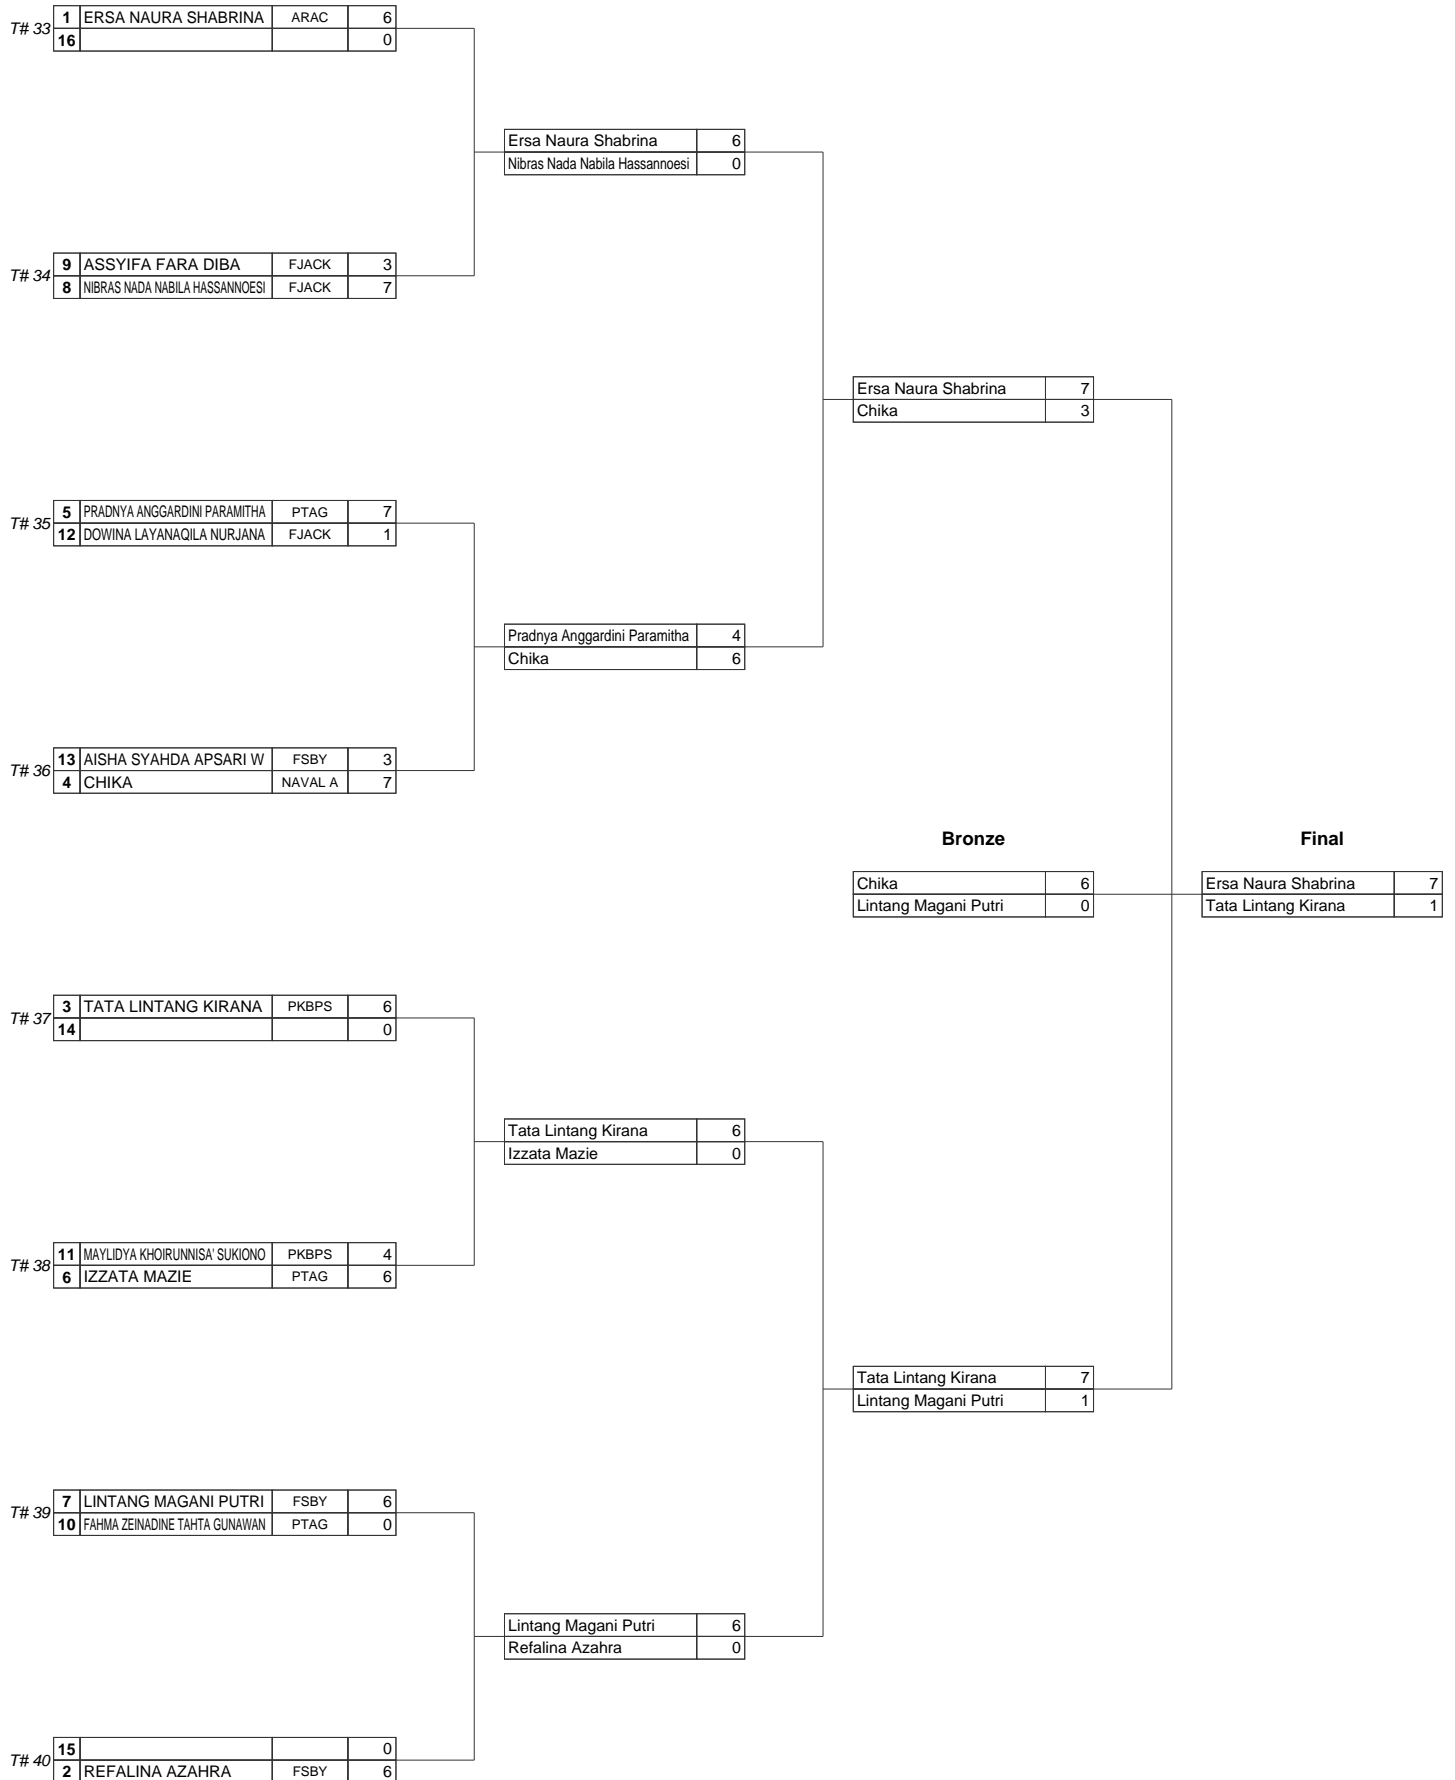 T# 33
1 ERSA NAURA SHABRINA ARAC 6
16 0
Ersa Naura Shabrina 6
Nibras Nada Nabila Hassannoesi 0
T# 34
9 ASSYIFA FARA DIBA FJACK 3
8 NIBRAS NADA NABILA HASSANNOESI FJACK 7
Ersa Naura Shabrina 7
Chika 3
T# 35
5 PRADNYA ANGGARDINI PARAMITHA PTAG 7
12 DOWINA LAYANAQILA NURJANA FJACK 1
Pradnya Anggardini Paramitha 4
Chika 6
T# 36
13 AISHA SYAHDA APSARI W FSBY 3
4 CHIKA NAVAL A 7
Bronze Final
Chika 6 Ersa Naura Shabrina 7
Lintang Magani Putri 0 Tata Lintang Kirana 1
T# 37
3 TATA LINTANG KIRANA PKBPS 6
14 0
Tata Lintang Kirana 6
Izzata Mazie 0
T# 38
11 MAYLIDYA KHOIRUNNISA' SUKIONO PKBPS 4
6 IZZATA MAZIE PTAG 6
Tata Lintang Kirana 7
Lintang Magani Putri 1
T# 39
7 LINTANG MAGANI PUTRI FSBY 6
10 FAHMA ZEINADINE TAHTA GUNAWAN PTAG 0
Lintang Magani Putri 6
Refalina Azahra 0
T# 40
15 0
2 REFALINA AZAHRA FSBY 6